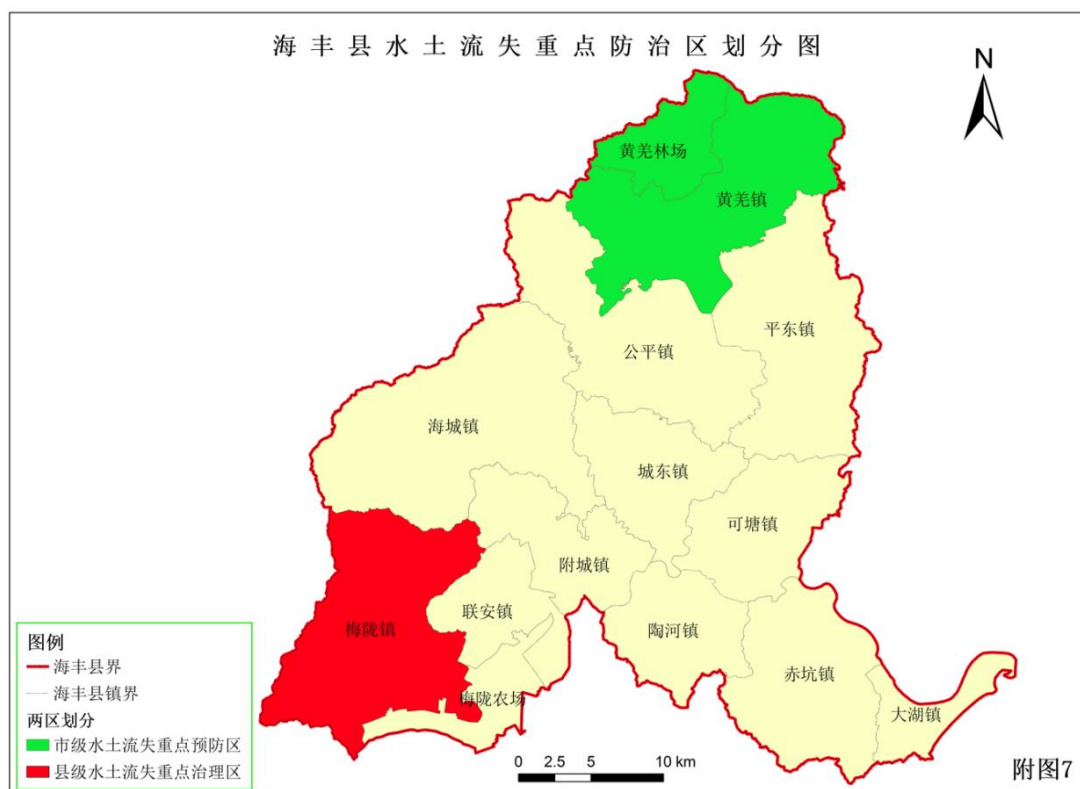 海丰县水土流失重点防治区划分图
N
黄羌林场
黄羌镇
平东镇
公平镇
海城镇
城东镇
可塘镇
附城镇
联安镇
梅陇镇
陶河镇
赤坑镇
梅陇农场
大湖镇
图例
海丰县界
海丰县镇界
两区划分
市级水土流失重点预防区
县级水土流失重点治理区
0 2.5 5 10 km
附图7